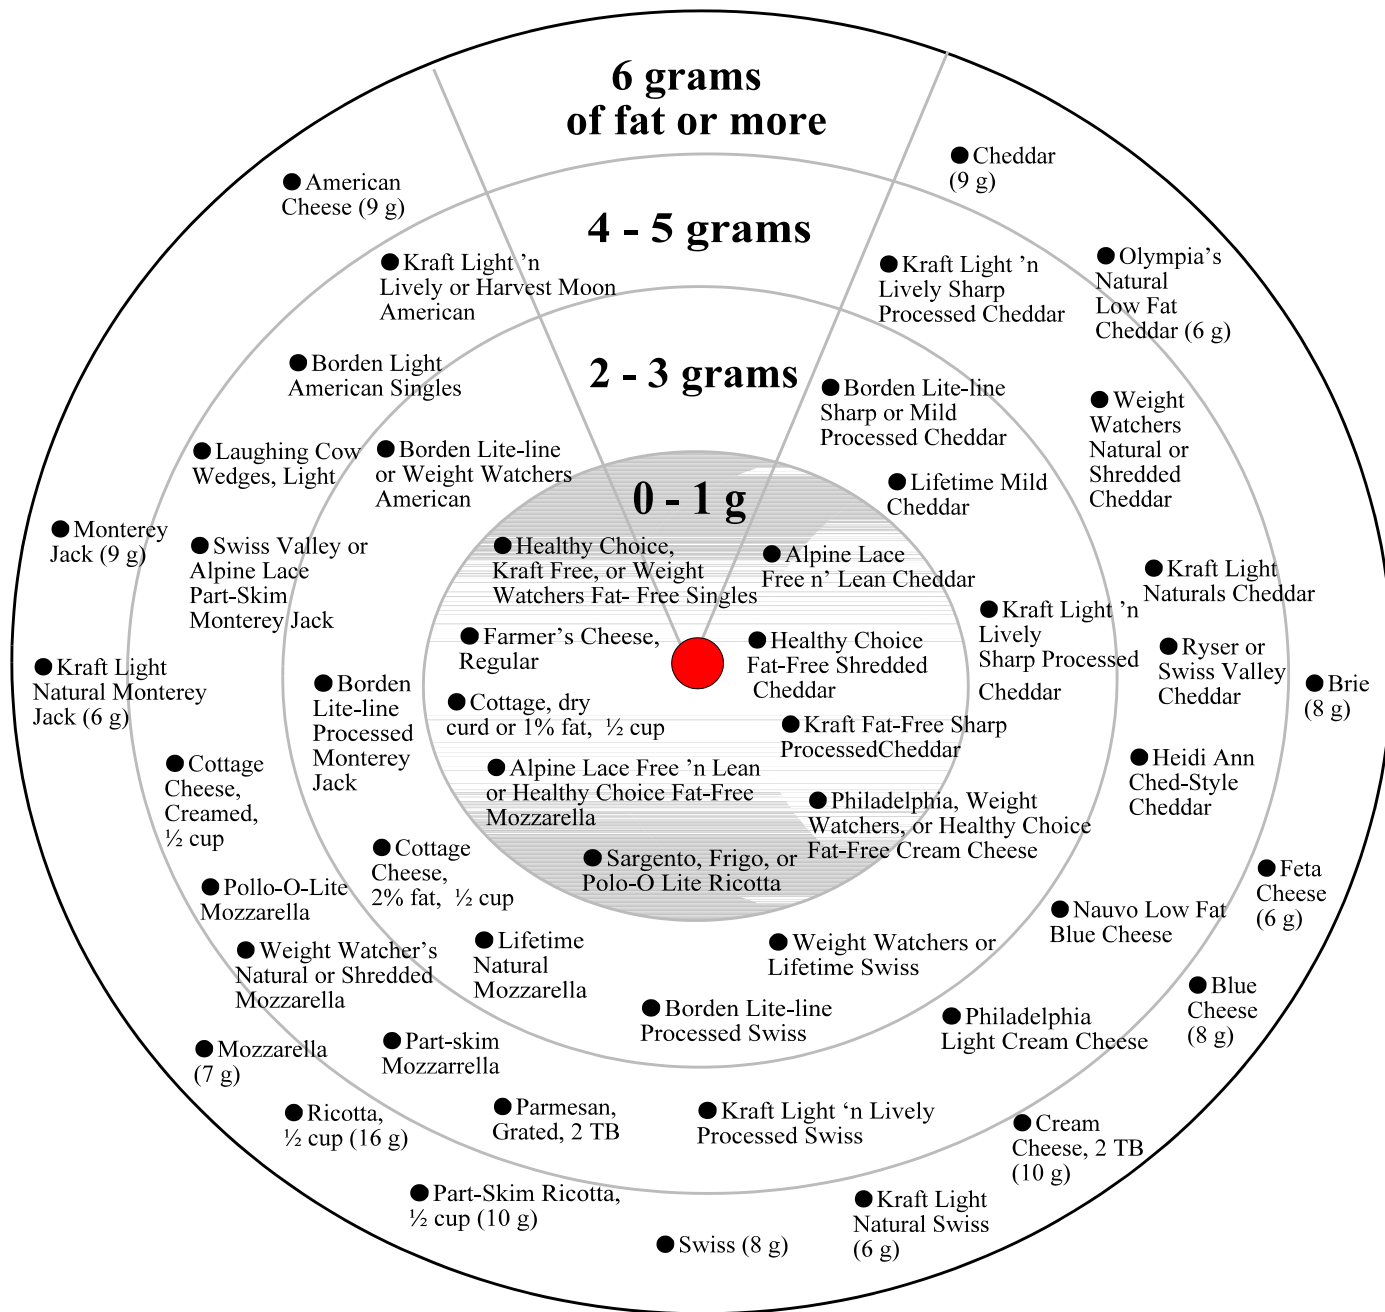 6 grams
of fat or more
4 - 5 grams
2 - 3 grams
0 - 1 g
American
Cheese (9 g)
Kraft Light ’n
Lively or Harvest Moon
American
Borden Light
American Singles
Laughing Cow
Wedges, Light
Borden Lite-line
or Weight Watchers
American
Monterey
Jack (9 g)
Swiss Valley or
Alpine Lace
Part-Skim
Monterey Jack
Healthy Choice,
Kraft Free, or Weight
Watchers Fat- Free Singles
Farmer’s Cheese,
Regular
Kraft Light
Natural Monterey
Jack (6 g)
Borden
Lite-line
Processed
Monterey
Jack
Cottage, dry
curd or 1% fat, ½ cup
Cottage
Cheese,
Creamed,
½ cup
Alpine Lace Free ’n Lean
or Healthy Choice Fat-Free
Mozzarella
Cottage
Cheese,
2% fat, ½ cup
Sargento, Frigo, or
Polo-O Lite Ricotta
Pollo-O-Lite
Mozzarella
Weight Watcher’s
Natural or Shredded
Mozzarella
Lifetime
Natural
Mozzarella
Mozzarella
(7 g)
Part-skim
Mozzarrella
Ricotta,
½ cup (16 g)
Parmesan,
Grated, 2 TB
Part-Skim Ricotta,
½ cup (10 g)
Swiss (8 g)
Cheddar
(9 g)
Kraft Light ’n
Lively Sharp
Processed Cheddar
Olympia’s
Natural
Low Fat
Cheddar (6 g)
Borden Lite-line
Sharp or Mild
Processed Cheddar
Weight
Watchers
Natural or
Shredded
Cheddar
Lifetime Mild
Cheddar
Alpine Lace
Free n’ Lean Cheddar
Kraft Light
Naturals Cheddar
Kraft Light ’n
Lively
Sharp Processed
Cheddar
Healthy Choice
Fat-Free Shredded
Cheddar
Ryser or
Swiss Valley
Cheddar
Brie
(8 g)
Kraft Fat-Free Sharp
ProcessedCheddar
Heidi Ann
Ched-Style
Cheddar
Philadelphia, Weight
Watchers, or Healthy Choice
Fat-Free Cream Cheese
Feta
Cheese
(6 g)
Nauvo Low Fat
Blue Cheese
Weight Watchers or
Lifetime Swiss
Blue
Cheese
(8 g)
Borden Lite-line
Processed Swiss
Philadelphia
Light Cream Cheese
Kraft Light ‘n Lively
Processed Swiss
Cream
Cheese, 2 TB
(10 g)
Kraft Light
Natural Swiss
(6 g)